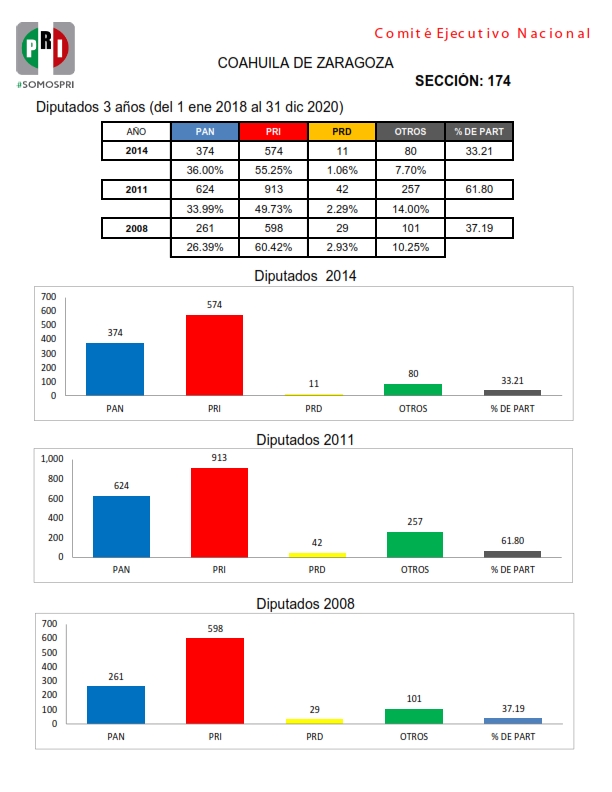 PRI
#SOMOSPRI
Comité Ejecutivo Nacional
COAHUILA DE ZARAGOZA
SECCIÓN: 174
Diputados 3 años (del 1 ene 2018 al 31 dic 2020)
AÑO PAN PRI PRD OTROS % DE PART
2014 374 574 11 80 33.21
36.00% 55.25% 1.06% 7.70%
2011 624 913 42 257 61.80
33.99% 49.73% 2.29% 14.00%
2008 261 598 29 101 37.19
26.39% 60.42% 2.93% 10.25%
Diputados 2014
700
600
500
400
300
200
100
0
374 574 11 80 33.21
PAN PRI PRD OTROS % DE PART
Diputados 2011
1,000
800
600
400
200
0
624 913 42 257 61.80
PAN PRI PRD OTROS % DE PART
Diputados 2008
700
600
500
400
300
200
100
0
261 598 29 101 37.19
PAN PRI PRD OTROS % DE PART